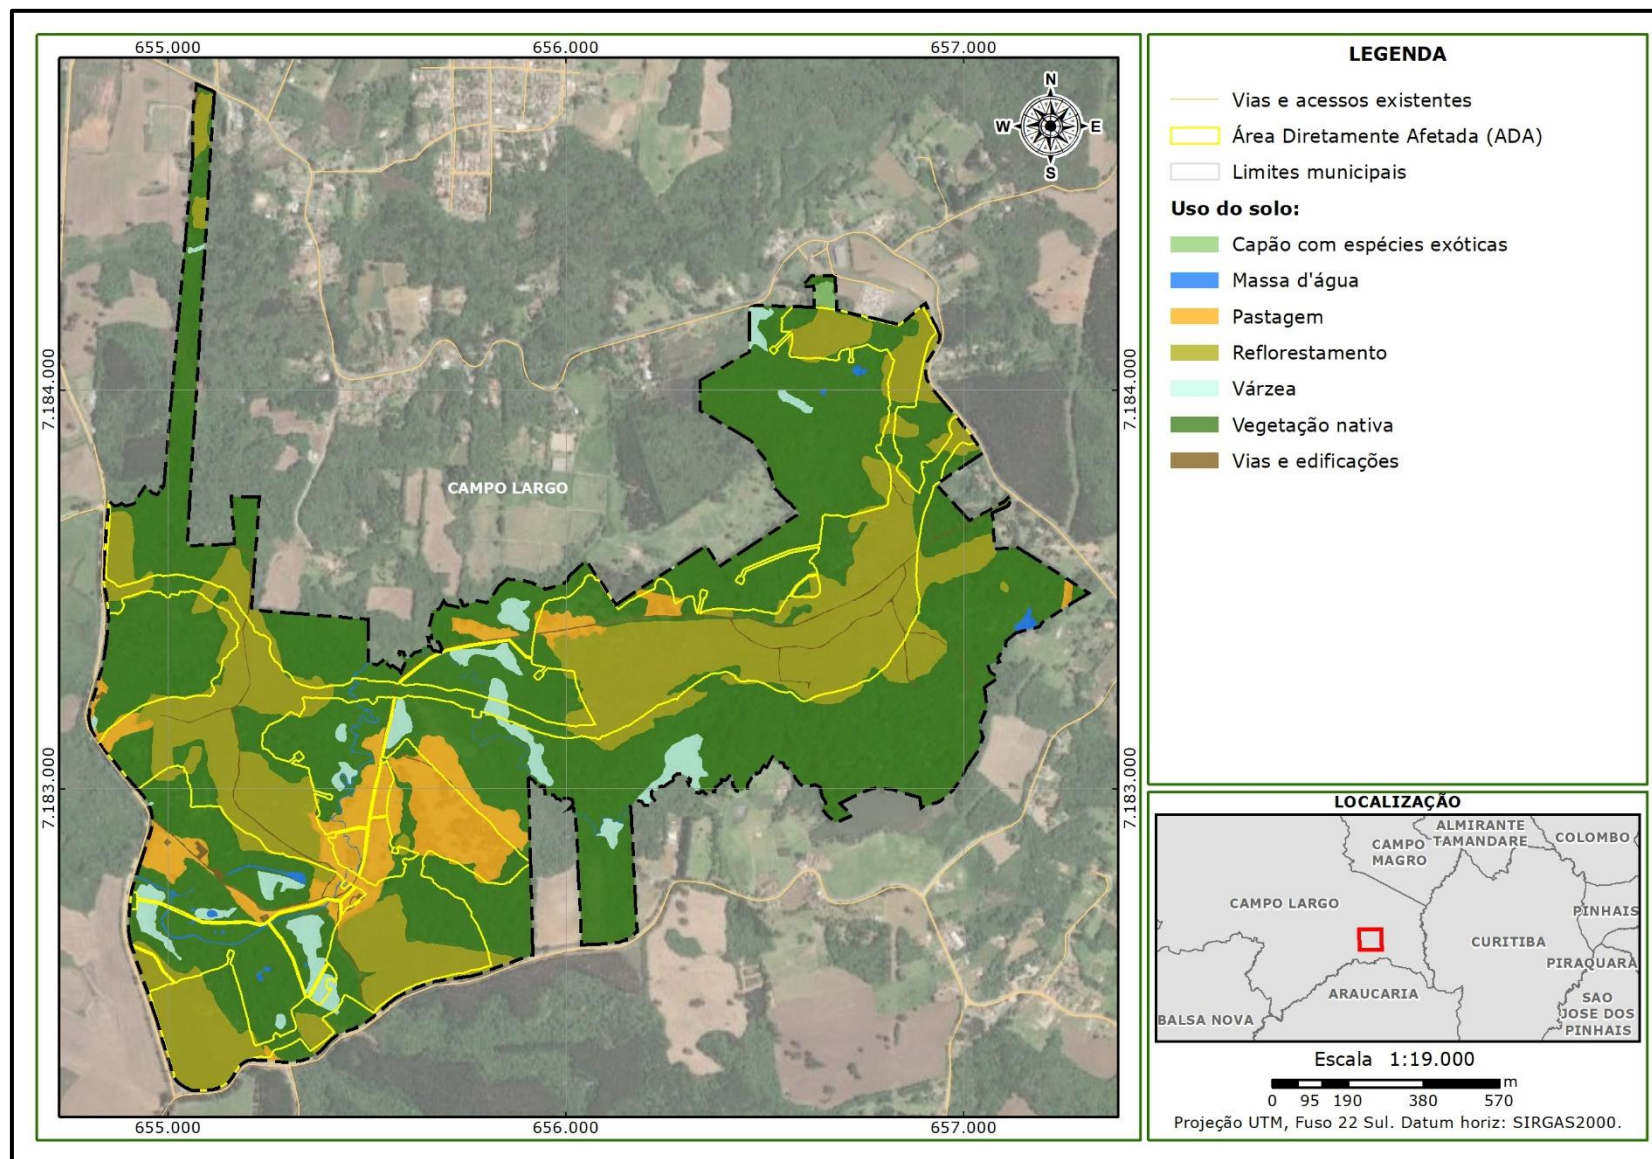 655.000
656.000
657.000
7.184.000
7.184.000
7.183.000
7.183.000
N
W
E
S
CAMPO LARGO
655.000
656.000
657.000
LEGENDA
Vias e acessos existentes
Área Diretamente Afetada (ADA)
Limites municipais
Uso do solo:
Capão com espécies exóticas
Massa d'água
Pastagem
Reflorestamento
Várzea
Vegetação nativa
Vias e edificações
LOCALIZAÇÃO
ALMIRANTE
TAMANDARE
COLOMBO
CAMPO
MAGRO
CAMPO LARGO
PINHAIS
CURITIBA
PIRAQUARA
ARAUCARIA
SAO
JOSE DOS
PINHAIS
BALSA NOVA
Escala 1:19.000
m
0 95 190 380 570
Projeção UTM, Fuso 22 Sul. Datum horiz: SIRGAS2000.